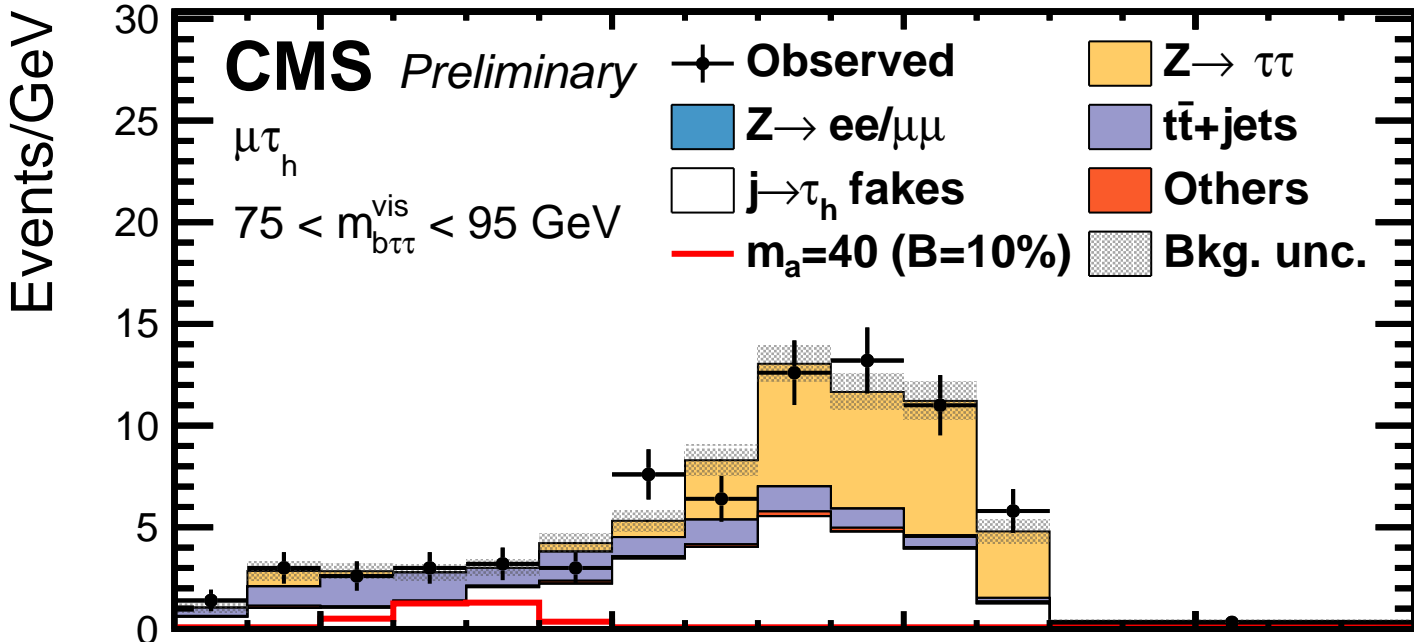 CMS Preliminary
μτh
75 < m^vis_bττ < 95 GeV
Observed
Z→ ττ
Z→ ee/μμ
tt̄+jets
j→τh fakes
Others
mₐ=40 (B=10%)
Bkg. unc.
Events/GeV
30
25
20
15
10
5
0